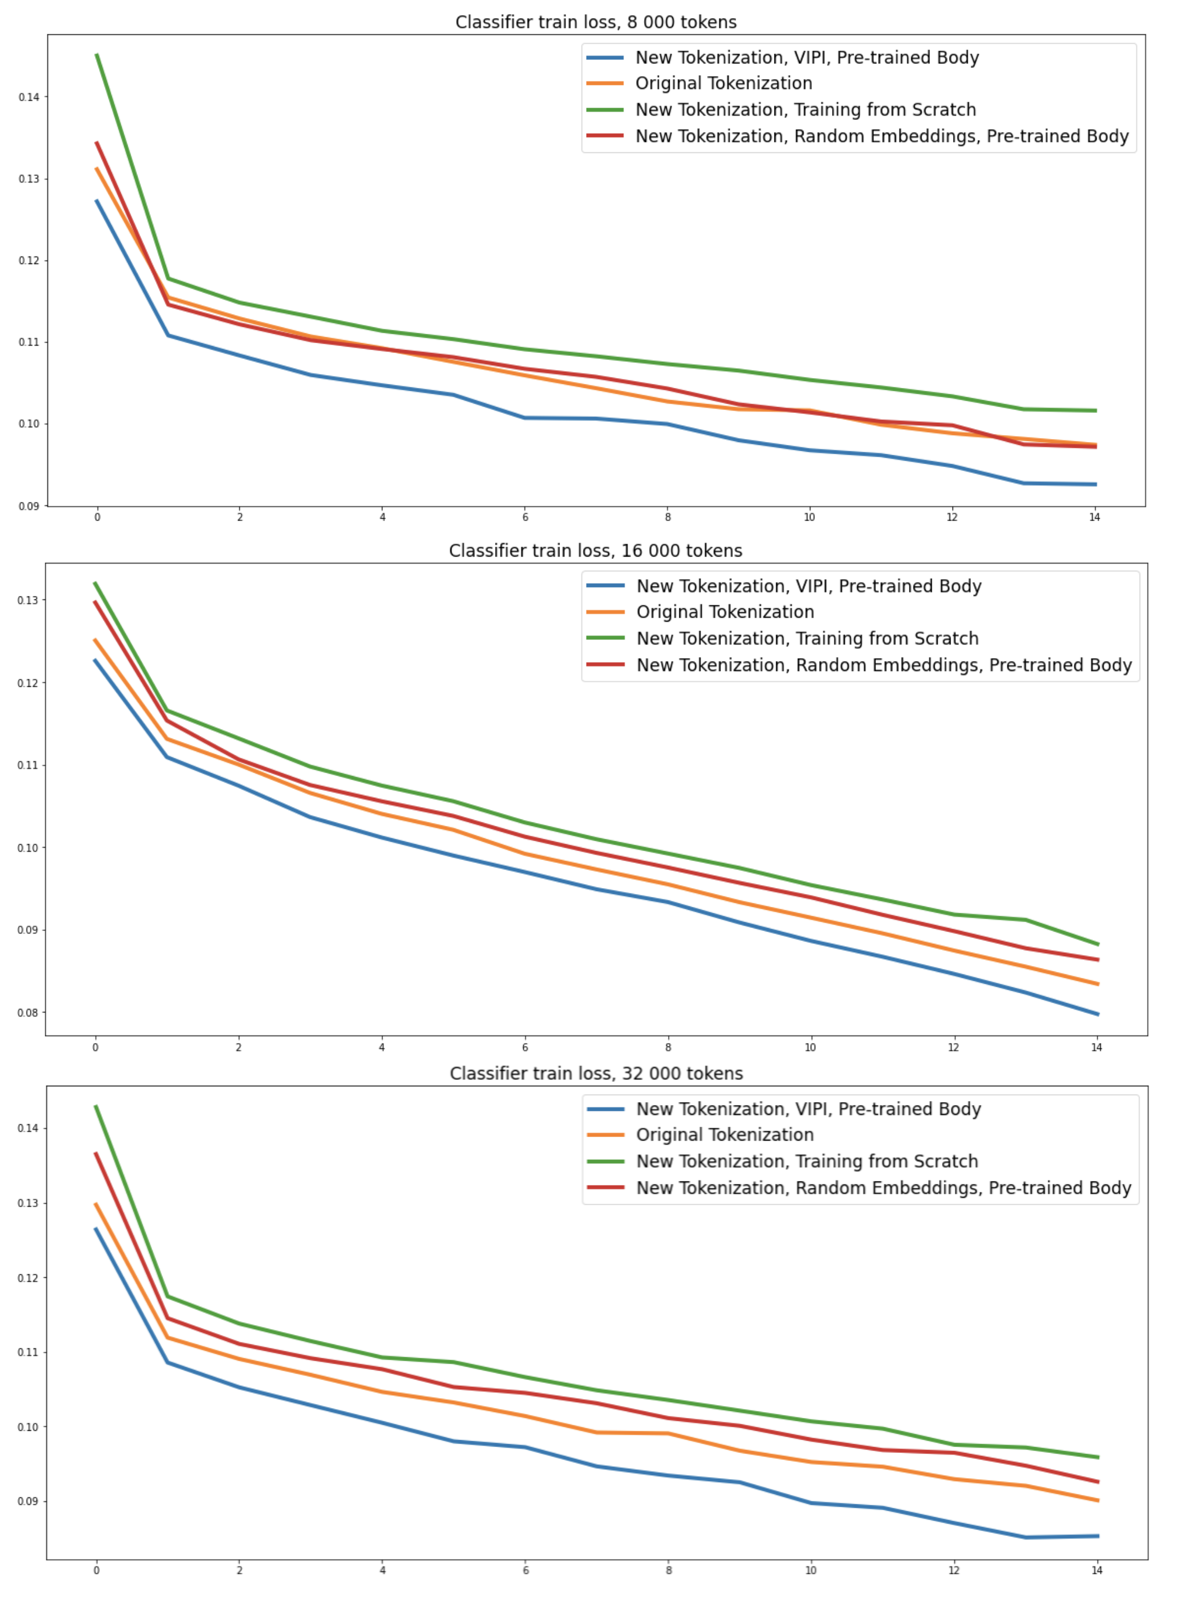 Classifier train loss, 8 000 tokens
New Tokenization, VIPI, Pre-trained Body
Original Tokenization
New Tokenization, Training from Scratch
New Tokenization, Random Embeddings, Pre-trained Body
0.14
0.13
0.12
0.11
0.10
0.09
0 2 4 6 8 10 12 14
Classifier train loss, 16 000 tokens
New Tokenization, VIPI, Pre-trained Body
Original Tokenization
New Tokenization, Training from Scratch
New Tokenization, Random Embeddings, Pre-trained Body
0.13
0.12
0.11
0.10
0.09
0.08
0 2 4 6 8 10 12 14
Classifier train loss, 32 000 tokens
New Tokenization, VIPI, Pre-trained Body
Original Tokenization
New Tokenization, Training from Scratch
New Tokenization, Random Embeddings, Pre-trained Body
0.14
0.13
0.12
0.11
0.10
0.09
0 2 4 6 8 10 12 14